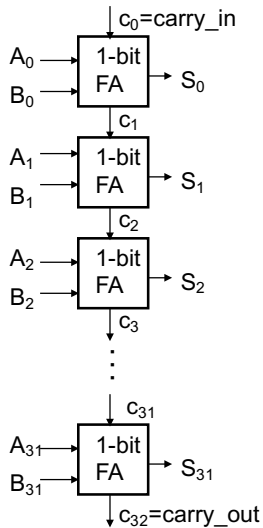 c₀=carry_in
A₀
1-bit
FA
S₀
B₀
c₁
A₁
1-bit
FA
S₁
B₁
c₂
A₂
1-bit
FA
S₂
B₂
c₃
c₃₁
A₃₁
1-bit
FA
S₃₁
B₃₁
c₃₂=carry_out